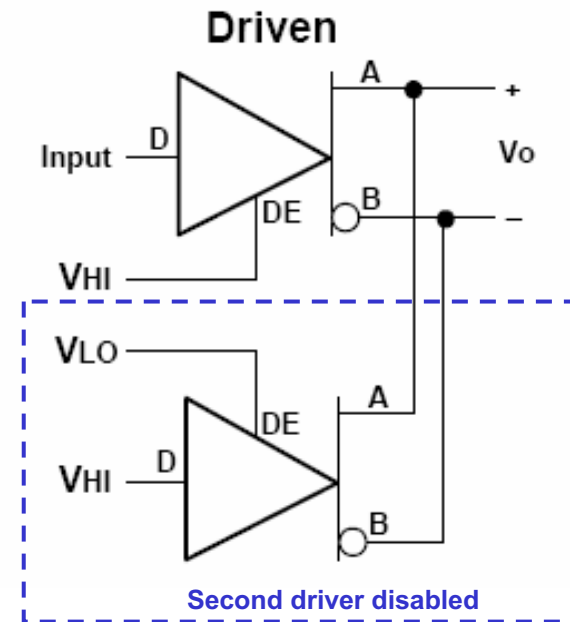 Driven
A
+
D
Input
Vo
B
DE
−
VHI
VLO
A
DE
D
VHI
B
Second driver disabled